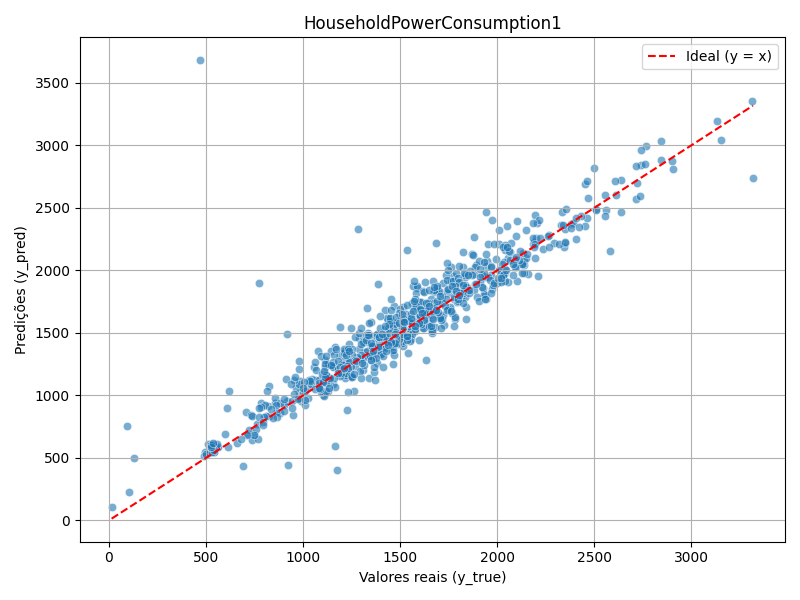 HouseholdPowerConsumption1
Ideal (y = x)
Predições (y_pred)
3500
3000
2500
2000
1500
1000
500
0
0 500 1000 1500 2000 2500 3000
Valores reais (y_true)